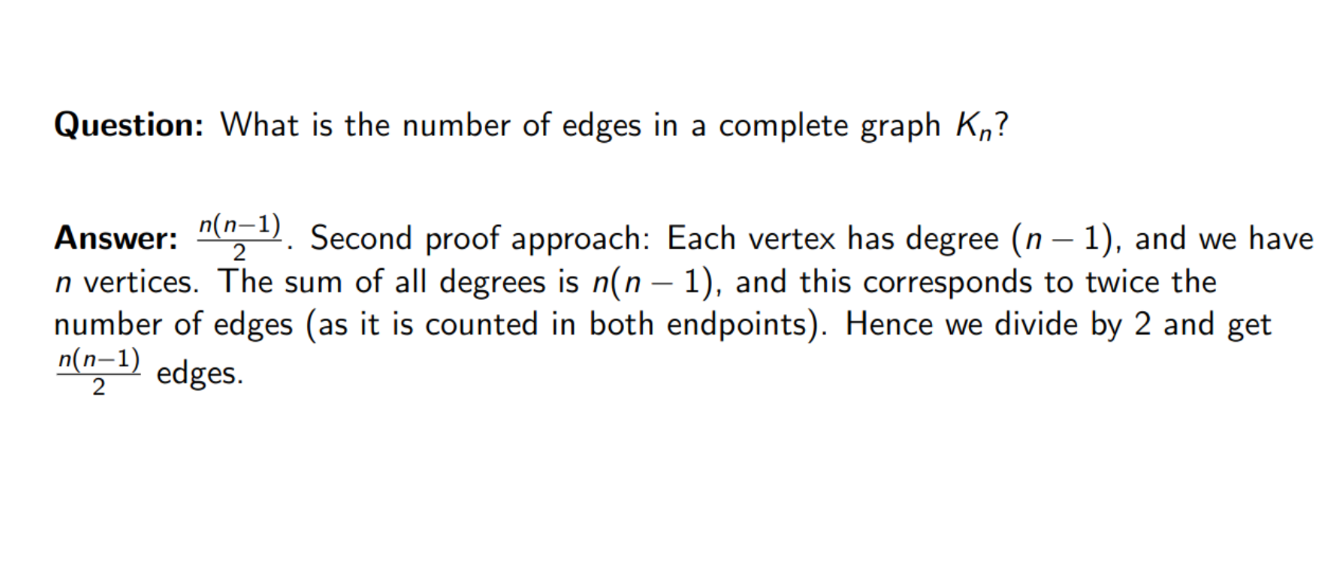 Question: What is the number of edges in a complete graph Kₙ?
Answer: n(n−1)/2. Second proof approach: Each vertex has degree (n − 1), and we have
n vertices. The sum of all degrees is n(n − 1), and this corresponds to twice the
number of edges (as it is counted in both endpoints). Hence we divide by 2 and get
n(n−1)/2 edges.